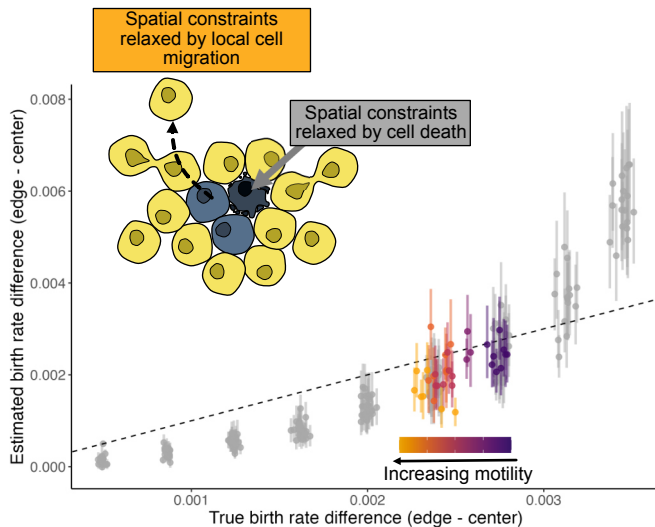 Spatial constraints
relaxed by local cell
migration
Spatial constraints
relaxed by cell death
0.008
0.006
0.004
0.002
0.000
Estimated birth rate difference (edge - center)
Increasing motility
0.001
0.002
0.003
True birth rate difference (edge - center)